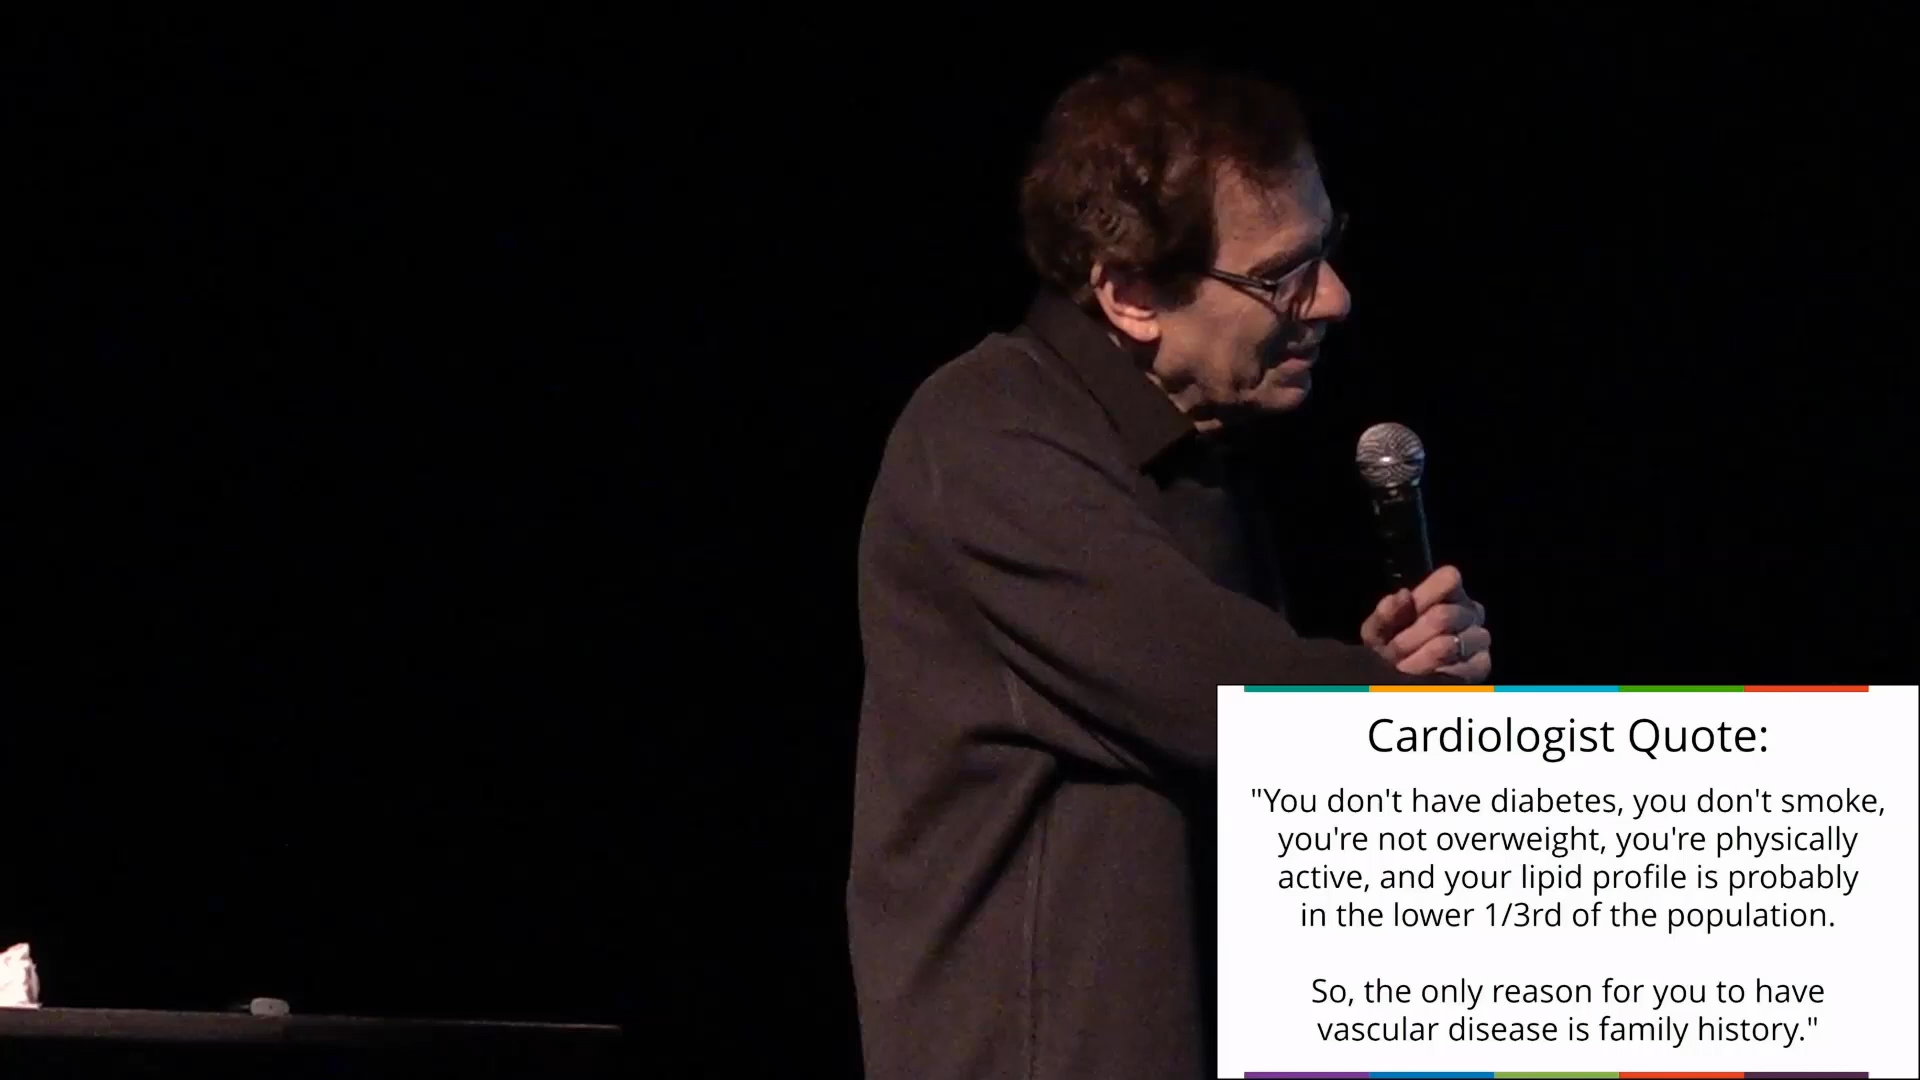 Cardiologist Quote:
"You don't have diabetes, you don't smoke,
you're not overweight, you're physically
active, and your lipid profile is probably
in the lower 1/3rd of the population.
So, the only reason for you to have
vascular disease is family history."